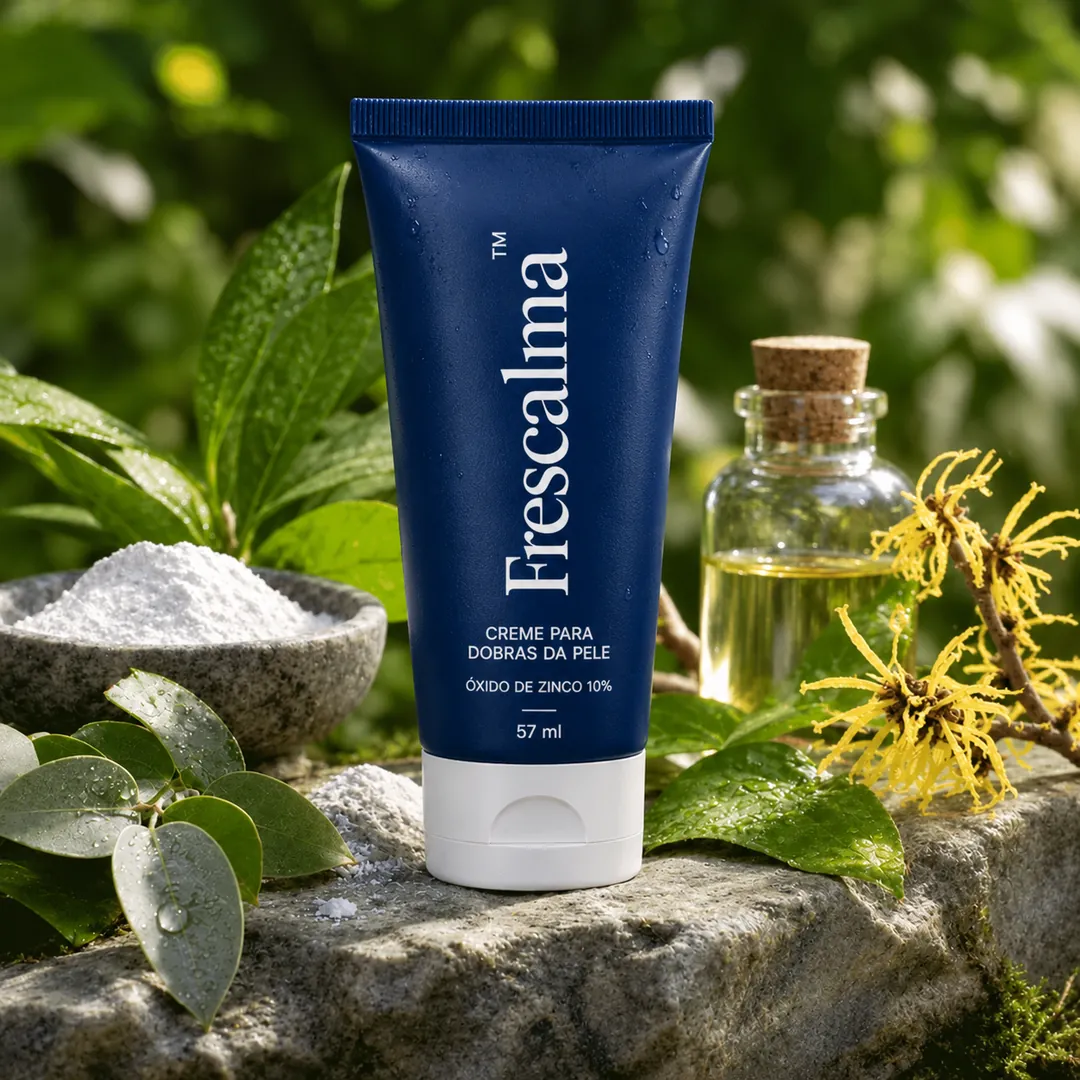 Frescalma™
CREME PARA
DOBRAS DA PELE
ÓXIDO DE ZINCO 10%
57 ml